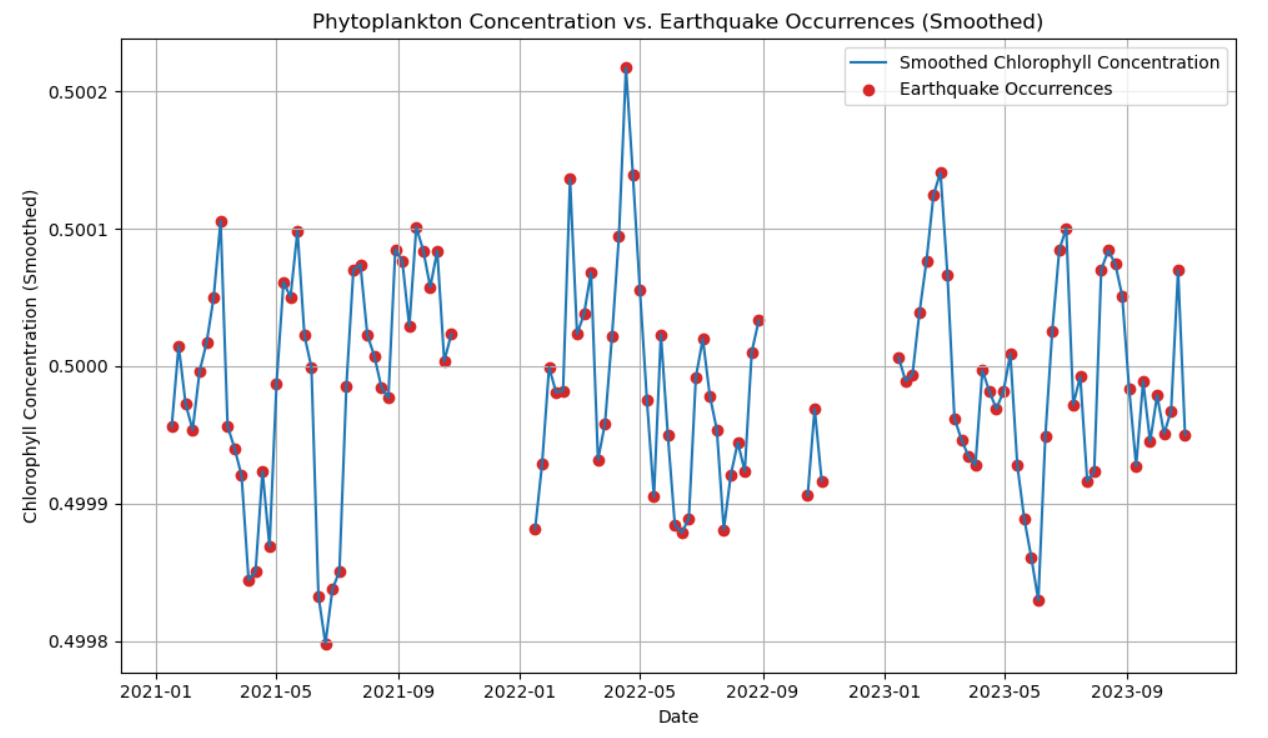 Phytoplankton Concentration vs. Earthquake Occurrences (Smoothed)
Smoothed Chlorophyll Concentration
Earthquake Occurrences
Chlorophyll Concentration (Smoothed)
0.5002
0.5001
0.5000
0.4999
0.4998
2021-01 2021-05 2021-09 2022-01 2022-05 2022-09 2023-01 2023-05 2023-09
Date